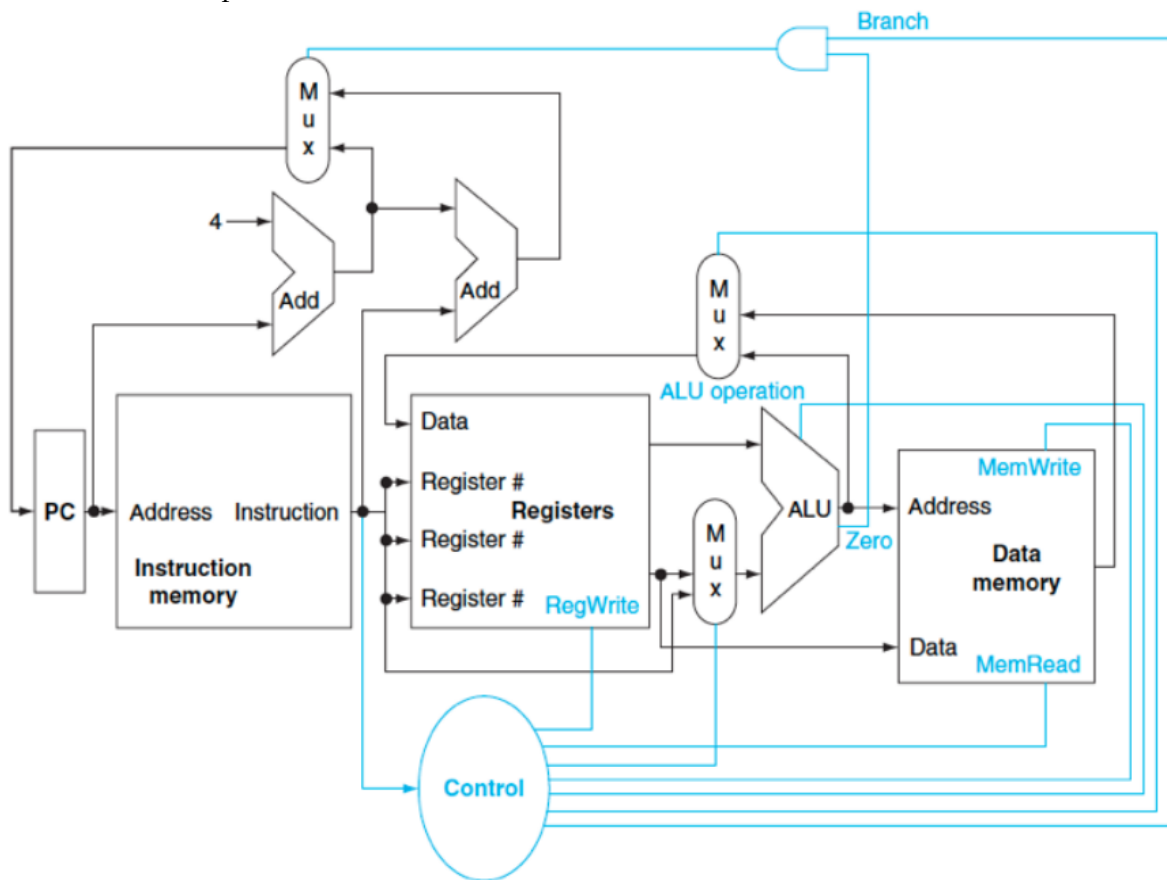 Branch
M
u
x
4
Add
Add
M
u
x
ALU operation
Data
Register #
Registers
Register #
Register #
RegWrite
PC
Address
Instruction
Instruction
memory
M
u
x
ALU
Zero
MemWrite
Address
Data
memory
Data
MemRead
Control